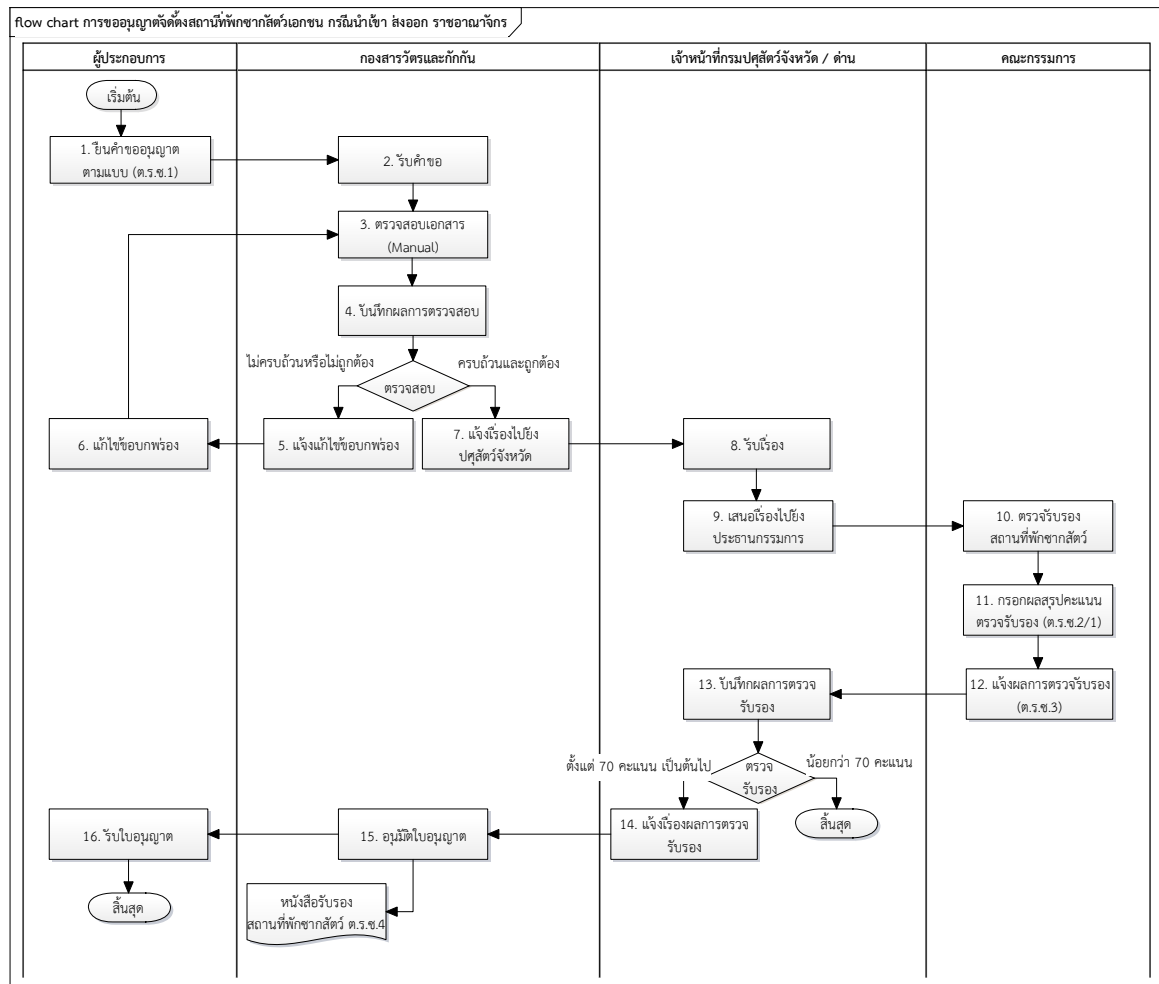 flow chart การขออนุญาตจัดตั้งสถานที่พักซากสัตว์เอกชน กรณีนำเข้า ส่งออก ราชอาณาจักร
ผู้ประกอบการ
กองสารวัตรและกักกัน
เจ้าหน้าที่กรมปศุสัตว์จังหวัด / ด่าน
คณะกรรมการ
เริ่มต้น
1. ยืนคำขออนุญาต
ตามแบบ (ต.ร.ซ.1)
2. รับคำขอ
3. ตรวจสอบเอกสาร
(Manual)
4. บันทึกผลการตรวจสอบ
ไม่ครบถ้วนหรือไม่ถูกต้อง
ครบถ้วนและถูกต้อง
ตรวจสอบ
6. แก้ไขข้อบกพร่อง
5. แจ้งแก้ไขข้อบกพร่อง
7. แจ้งเรื่องไปยัง
ปศุสัตว์จังหวัด
8. รับเรื่อง
9. เสนอเรื่องไปยัง
ประธานกรรมการ
10. ตรวจรับรอง
สถานที่พักซากสัตว์
11. กรอกผลสรุปคะแนน
ตรวจรับรอง (ต.ร.ซ.2/1)
12. แจ้งผลการตรวจรับรอง
(ต.ร.ซ.3)
13. บันทึกผลการตรวจ
รับรอง
ตั้งแต่ 70 คะแนน เป็นต้นไป
ตรวจ
รับรอง
น้อยกว่า 70 คะแนน
สิ้นสุด
14. แจ้งเรื่องผลการตรวจ
รับรอง
15. อนุมัติใบอนุญาต
16. รับใบอนุญาต
สิ้นสุด
หนังสือรับรอง
สถานที่พักซากสัตว์ ต.ร.ซ.4